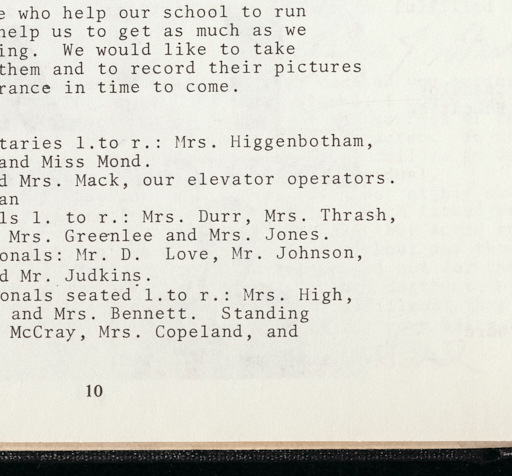 e who help our school to run
help us to get as much as we
ing. We would like to take
them and to record their pictures
rance in time to come.
taries l.to r.: Mrs. Higgenbotham,
and Miss Mond.
d Mrs. Mack, our elevator operators.
an
ls l. to r.: Mrs. Durr, Mrs. Thrash,
Mrs. Greenlee and Mrs. Jones.
onals: Mr. D. Love, Mr. Johnson,
d Mr. Judkins.
onals seated l.to r.: Mrs. High,
and Mrs. Bennett. Standing
McCray, Mrs. Copeland, and
10